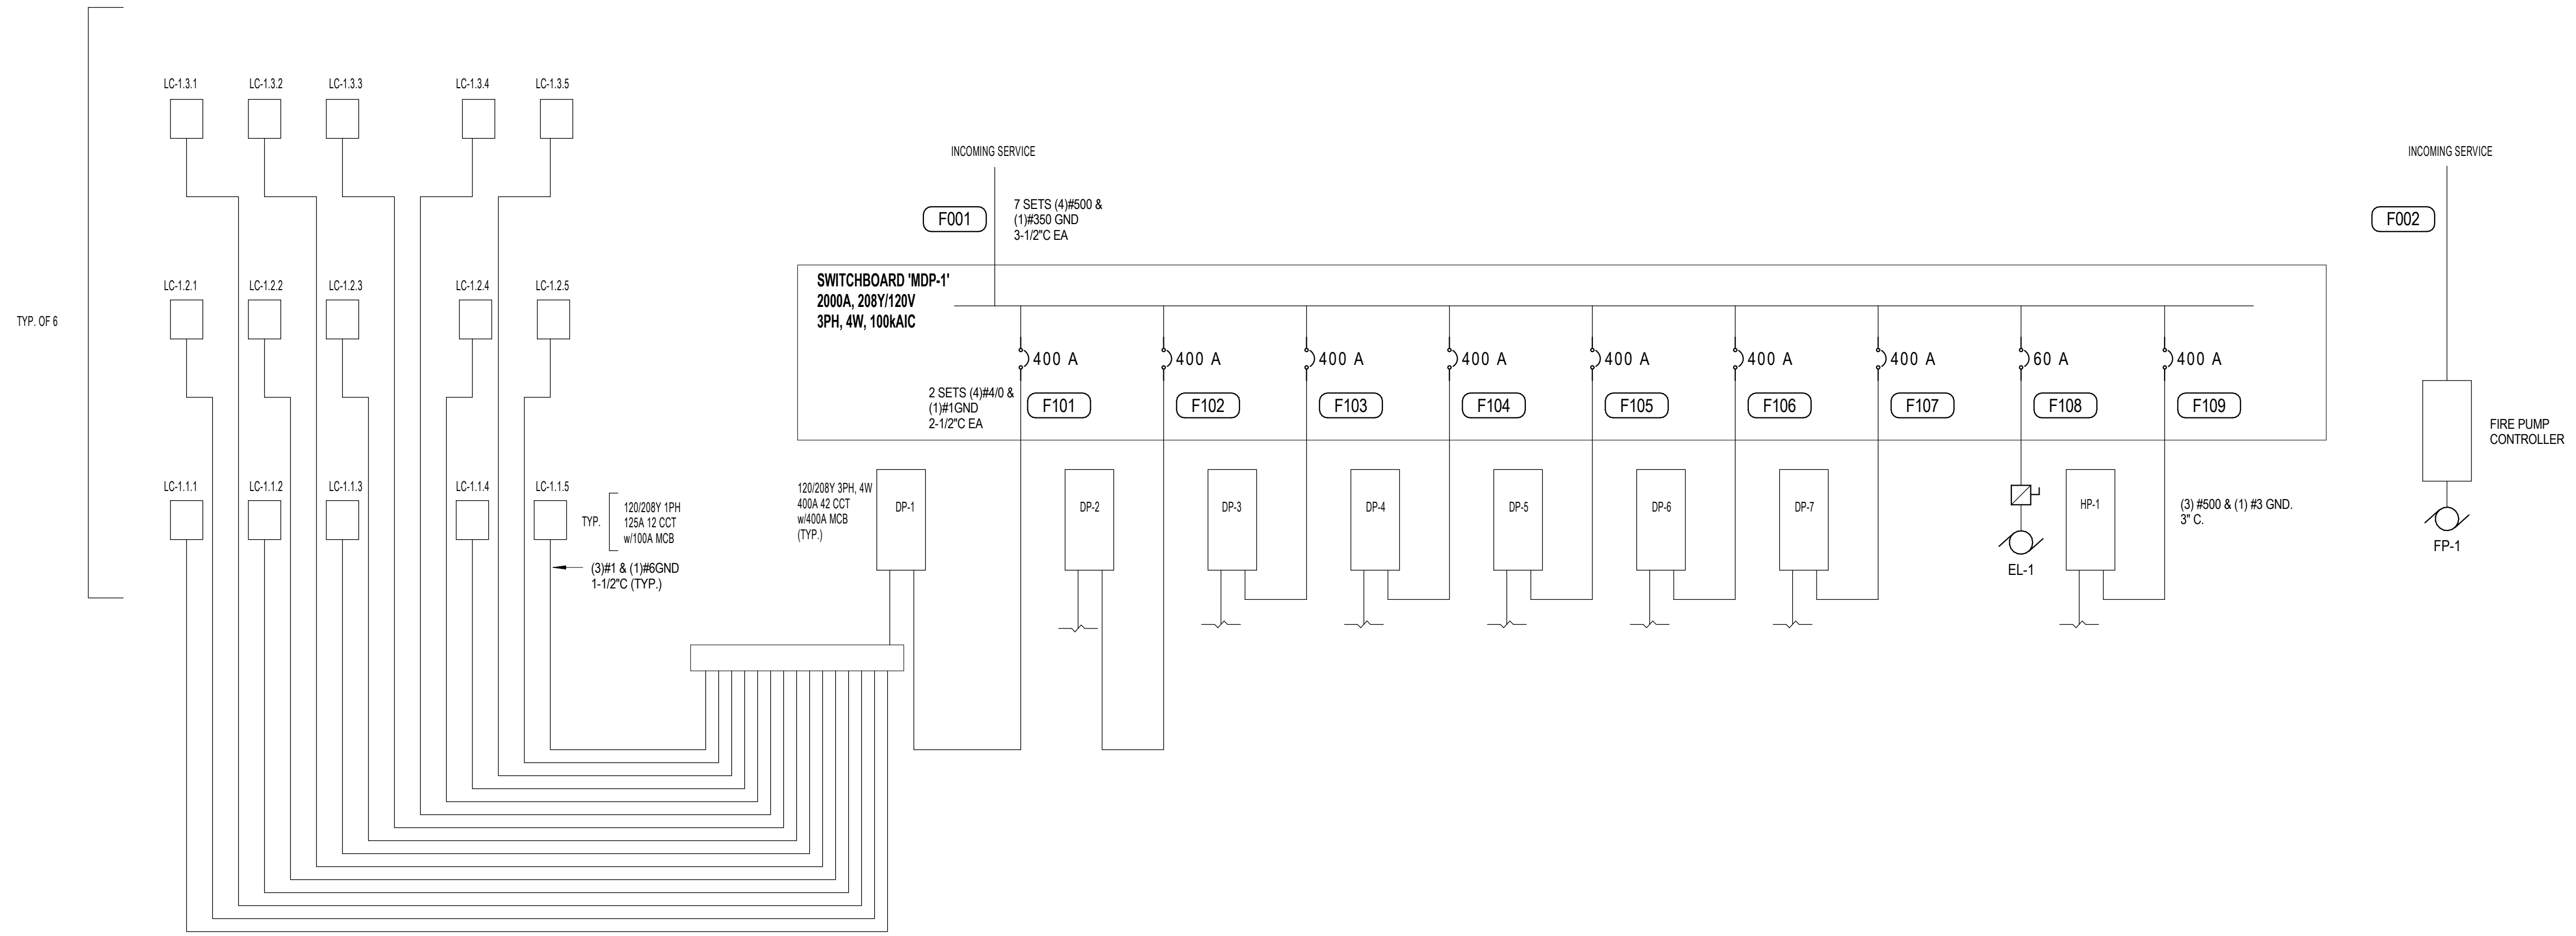 LC-1.3.1
LC-1.3.2
LC-1.3.3
LC-1.3.4
LC-1.3.5
INCOMING SERVICE
INCOMING SERVICE
F001
7 SETS (4)#500 &
(1)#350 GND
3-1/2"C EA
F002
TYP. OF 6
LC-1.2.1
LC-1.2.2
LC-1.2.3
LC-1.2.4
LC-1.2.5
SWITCHBOARD 'MDP-1'
2000A, 208Y/120V
3PH, 4W, 100kAIC
400 A
400 A
400 A
400 A
400 A
400 A
400 A
60 A
400 A
2 SETS (4)#4/0 &
(1)#1GND
2-1/2"C EA
F101
F102
F103
F104
F105
F106
F107
F108
F109
FIRE PUMP
CONTROLLER
LC-1.1.1
LC-1.1.2
LC-1.1.3
LC-1.1.4
LC-1.1.5
TYP.
120/208Y 1PH
125A 12 CCT
w/100A MCB
(3)#1 & (1)#6GND
1-1/2"C (TYP.)
120/208Y 3PH, 4W
400A 42 CCT
w/400A MCB
(TYP.)
DP-1
DP-2
DP-3
DP-4
DP-5
DP-6
DP-7
EL-1
HP-1
(3) #500 & (1) #3 GND.
3" C.
FP-1